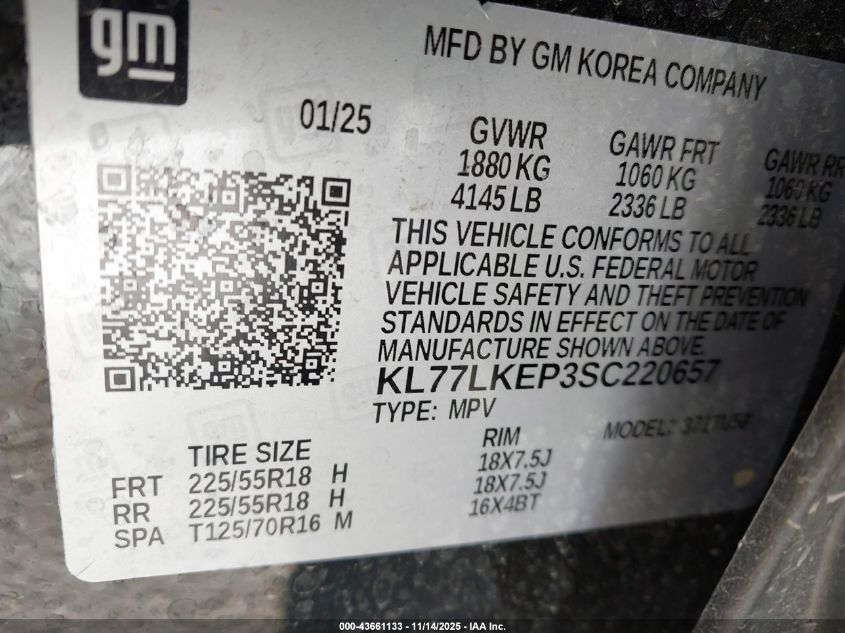 gm
MFD BY GM KOREA COMPANY
01/25
GVWR
1880 KG
4145 LB
GAWR FRT
1060 KG
2336 LB
GAWR RR
1060 KG
2336 LB
THIS VEHICLE CONFORMS TO ALL
APPLICABLE U.S. FEDERAL MOTOR
VEHICLE SAFETY AND THEFT PREVENTION
STANDARDS IN EFFECT ON THE DATE OF
MANUFACTURE SHOWN ABOVE.
KL77LKEP3SC220657
TYPE: MPV
MODEL:
TIRE SIZE
RIM
FRT 225/55R18 H 18X7.5J
RR 225/55R18 H 18X7.5J
SPA T125/70R16 M 16X4BT
000-43661133 - 11/14/2025 - IAA Inc.